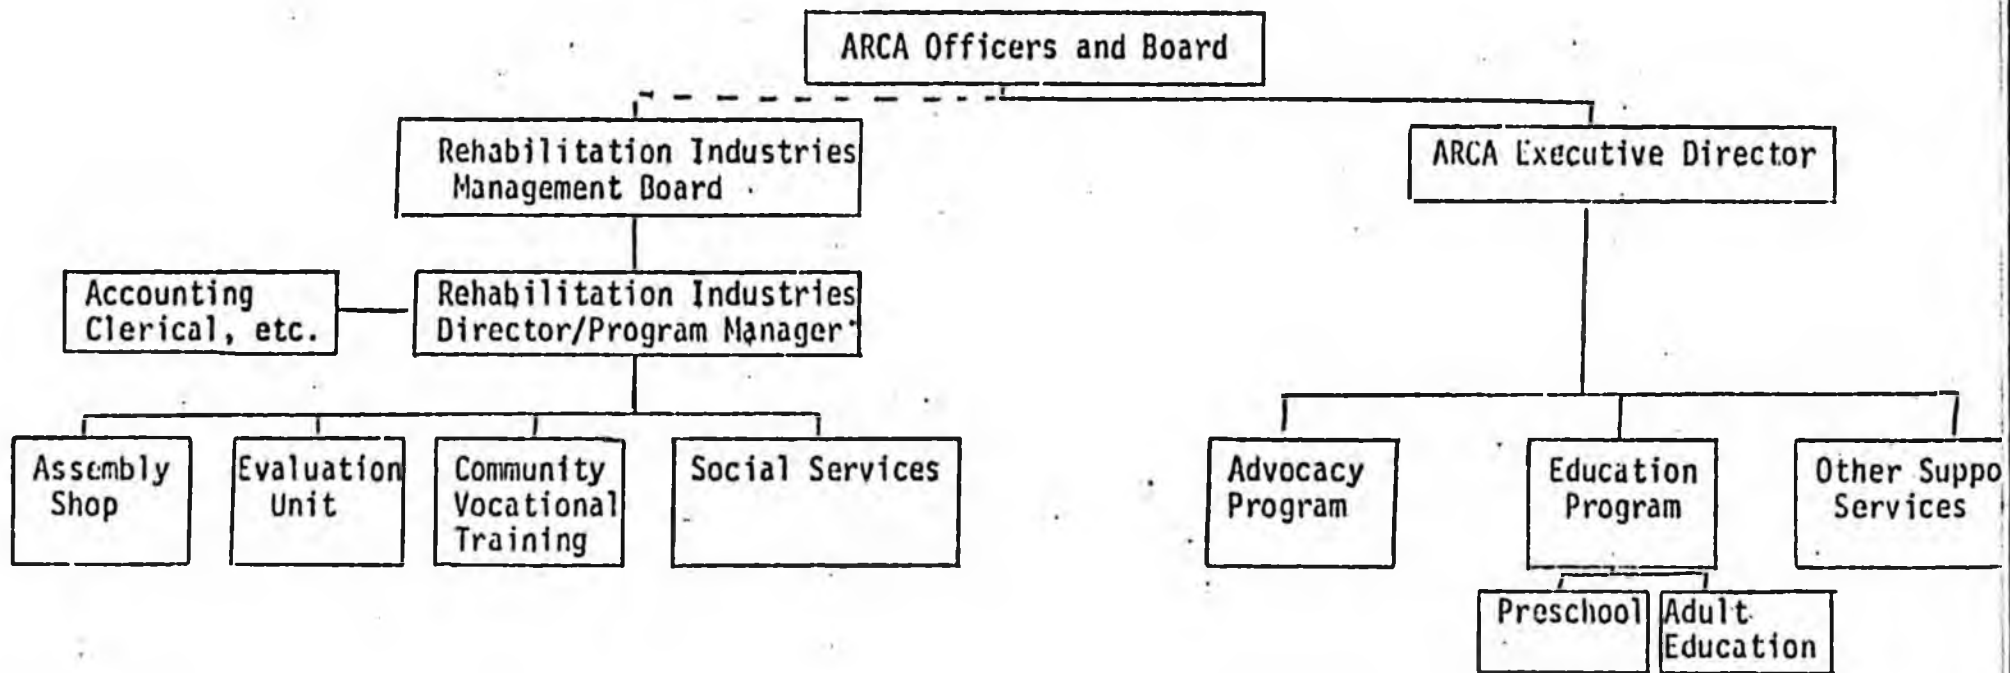 ARCA Officers and Board
Rehabilitation Industries
Management Board
ARCA Executive Director
Accounting
Clerical, etc.
Rehabilitation Industries
Director/Program Manager
Assembly
Shop
Evaluation
Unit
Community
Vocational
Training
Social Services
Advocacy
Program
Education
Program
Other Suppo
Services
Preschool
Adult
Education